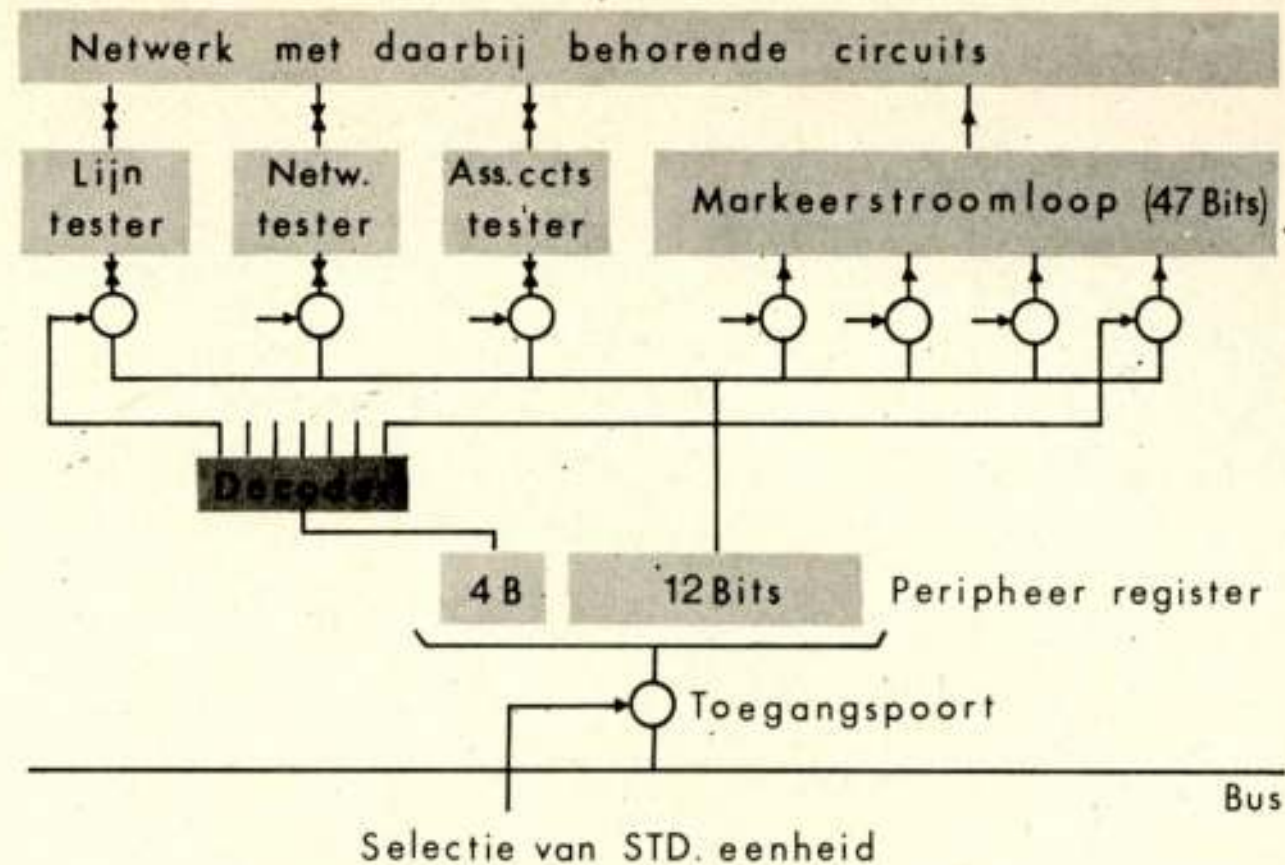 Netwerk met daarbij behorende circuits
Lijn
tester
Netw.
tester
Ass.ccts
tester
Markeerstroomloop (47 Bits)
Decoder
4 B
12 Bits
Peripheer register
Toegangspoort
Bus
Selectie van STD. eenheid